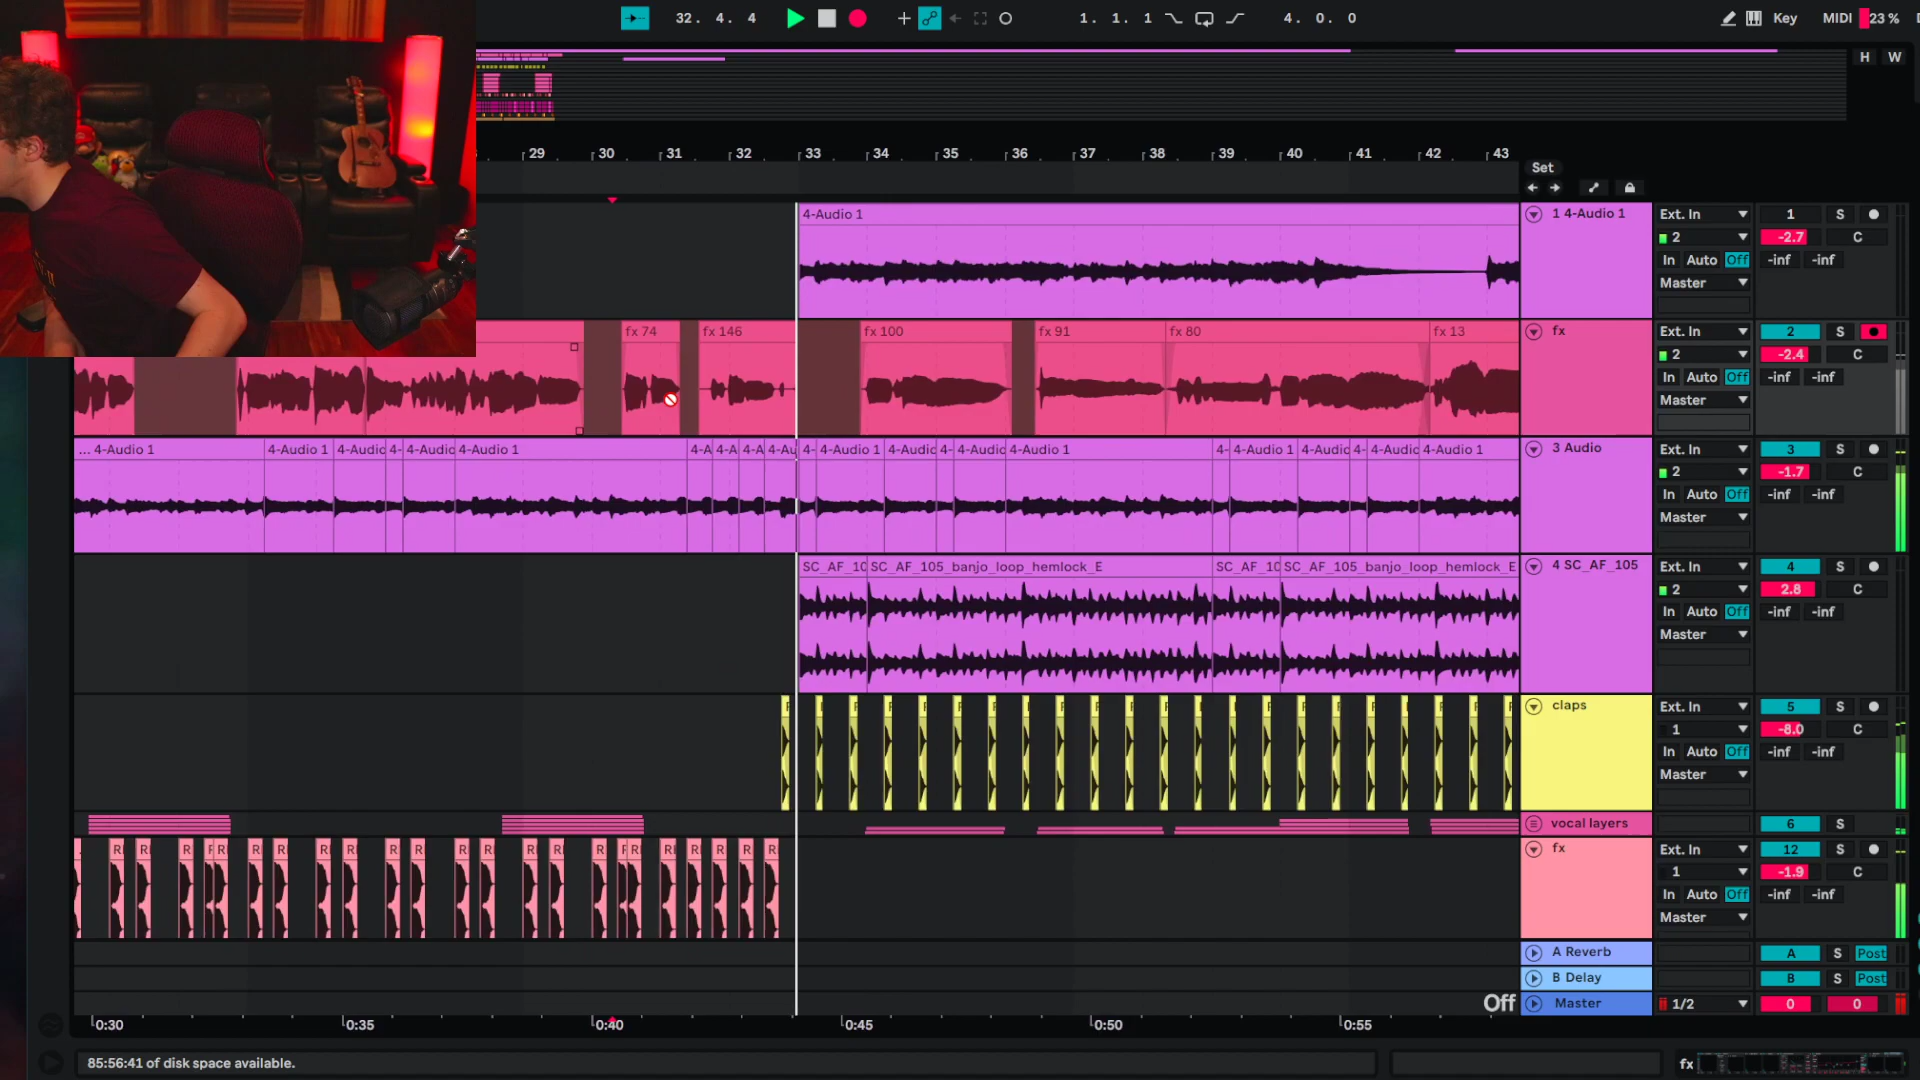 32. 4. 4
1. 1. 1
4. 0. 0
Key
MIDI
23 %
H W
29 30 31 32 33 34 35 36 37 38 39 40 41 42 43
Set
4-Audio 1
1 4-Audio 1
Ext. In
1 S
2
-2.7 C
In Auto Off
-inf -inf
Master
fx 74
fx 146
fx 100
fx 91
fx 80
fx 13
fx
Ext. In
2 S
2
-2.4 C
In Auto Off
-inf -inf
Master
... 4-Audio 1
4-Audio 1
4-Audio
4-
4-Audio
4-Audio 1
4-A
4-A
4-A
4-Au
4-
4-Audio 1
4-Audio
4-
4-Audio
4-Audio 1
4-
4-Audio 1
4-Audio
4-
4-Audio
4-Audio 1
3 Audio
Ext. In
3 S
2
-1.7 C
In Auto Off
-inf -inf
Master
SC_AF_10
SC_AF_105_banjo_loop_hemlock_E
SC_AF_10
SC_AF_105_banjo_loop_hemlock_E
4 SC_AF_105
Ext. In
4 S
2
2.8 C
In Auto Off
-inf -inf
Master
claps
Ext. In
5 S
1
-8.0 C
In Auto Off
-inf -inf
Master
vocal layers
6 S
fx
Ext. In
12 S
1
-1.9 C
In Auto Off
-inf -inf
Master
A Reverb
A S Post
B Delay
B S Post
Off
Master
1/2
0 0
0:30 0:35 0:40 0:45 0:50 0:55
85:56:41 of disk space available.
fx